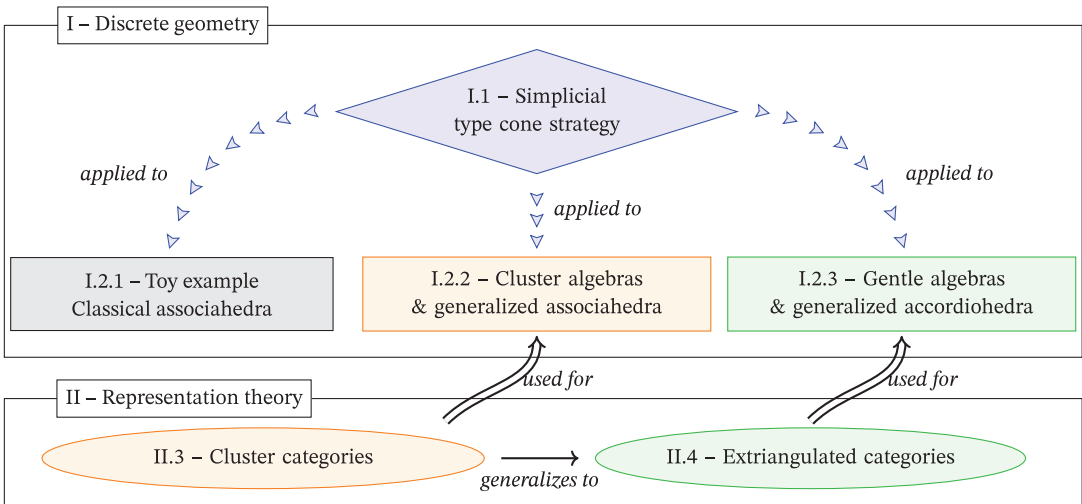 I – Discrete geometry
I.1 – Simplicial
type cone strategy
applied to
applied to
applied to
I.2.1 – Toy example
Classical associahedra
I.2.2 – Cluster algebras
& generalized associahedra
I.2.3 – Gentle algebras
& generalized accordiohedra
used for
used for
II – Representation theory
II.3 – Cluster categories
generalizes to
II.4 – Extriangulated categories